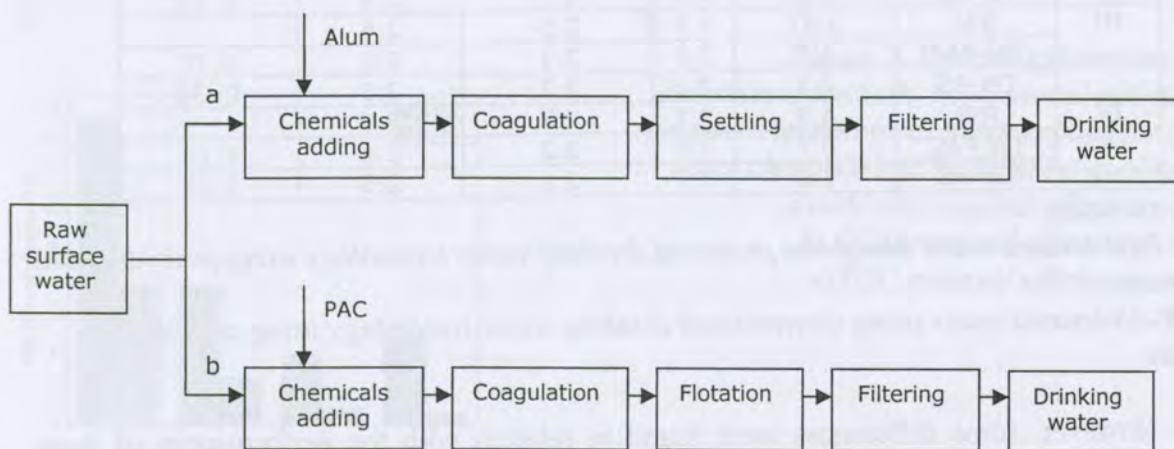 Alum
a
Chemicals
adding
Coagulation
Settling
Filtering
Drinking
water
Raw
surface
water
PAC
b
Chemicals
adding
Coagulation
Flotation
Filtering
Drinking
water